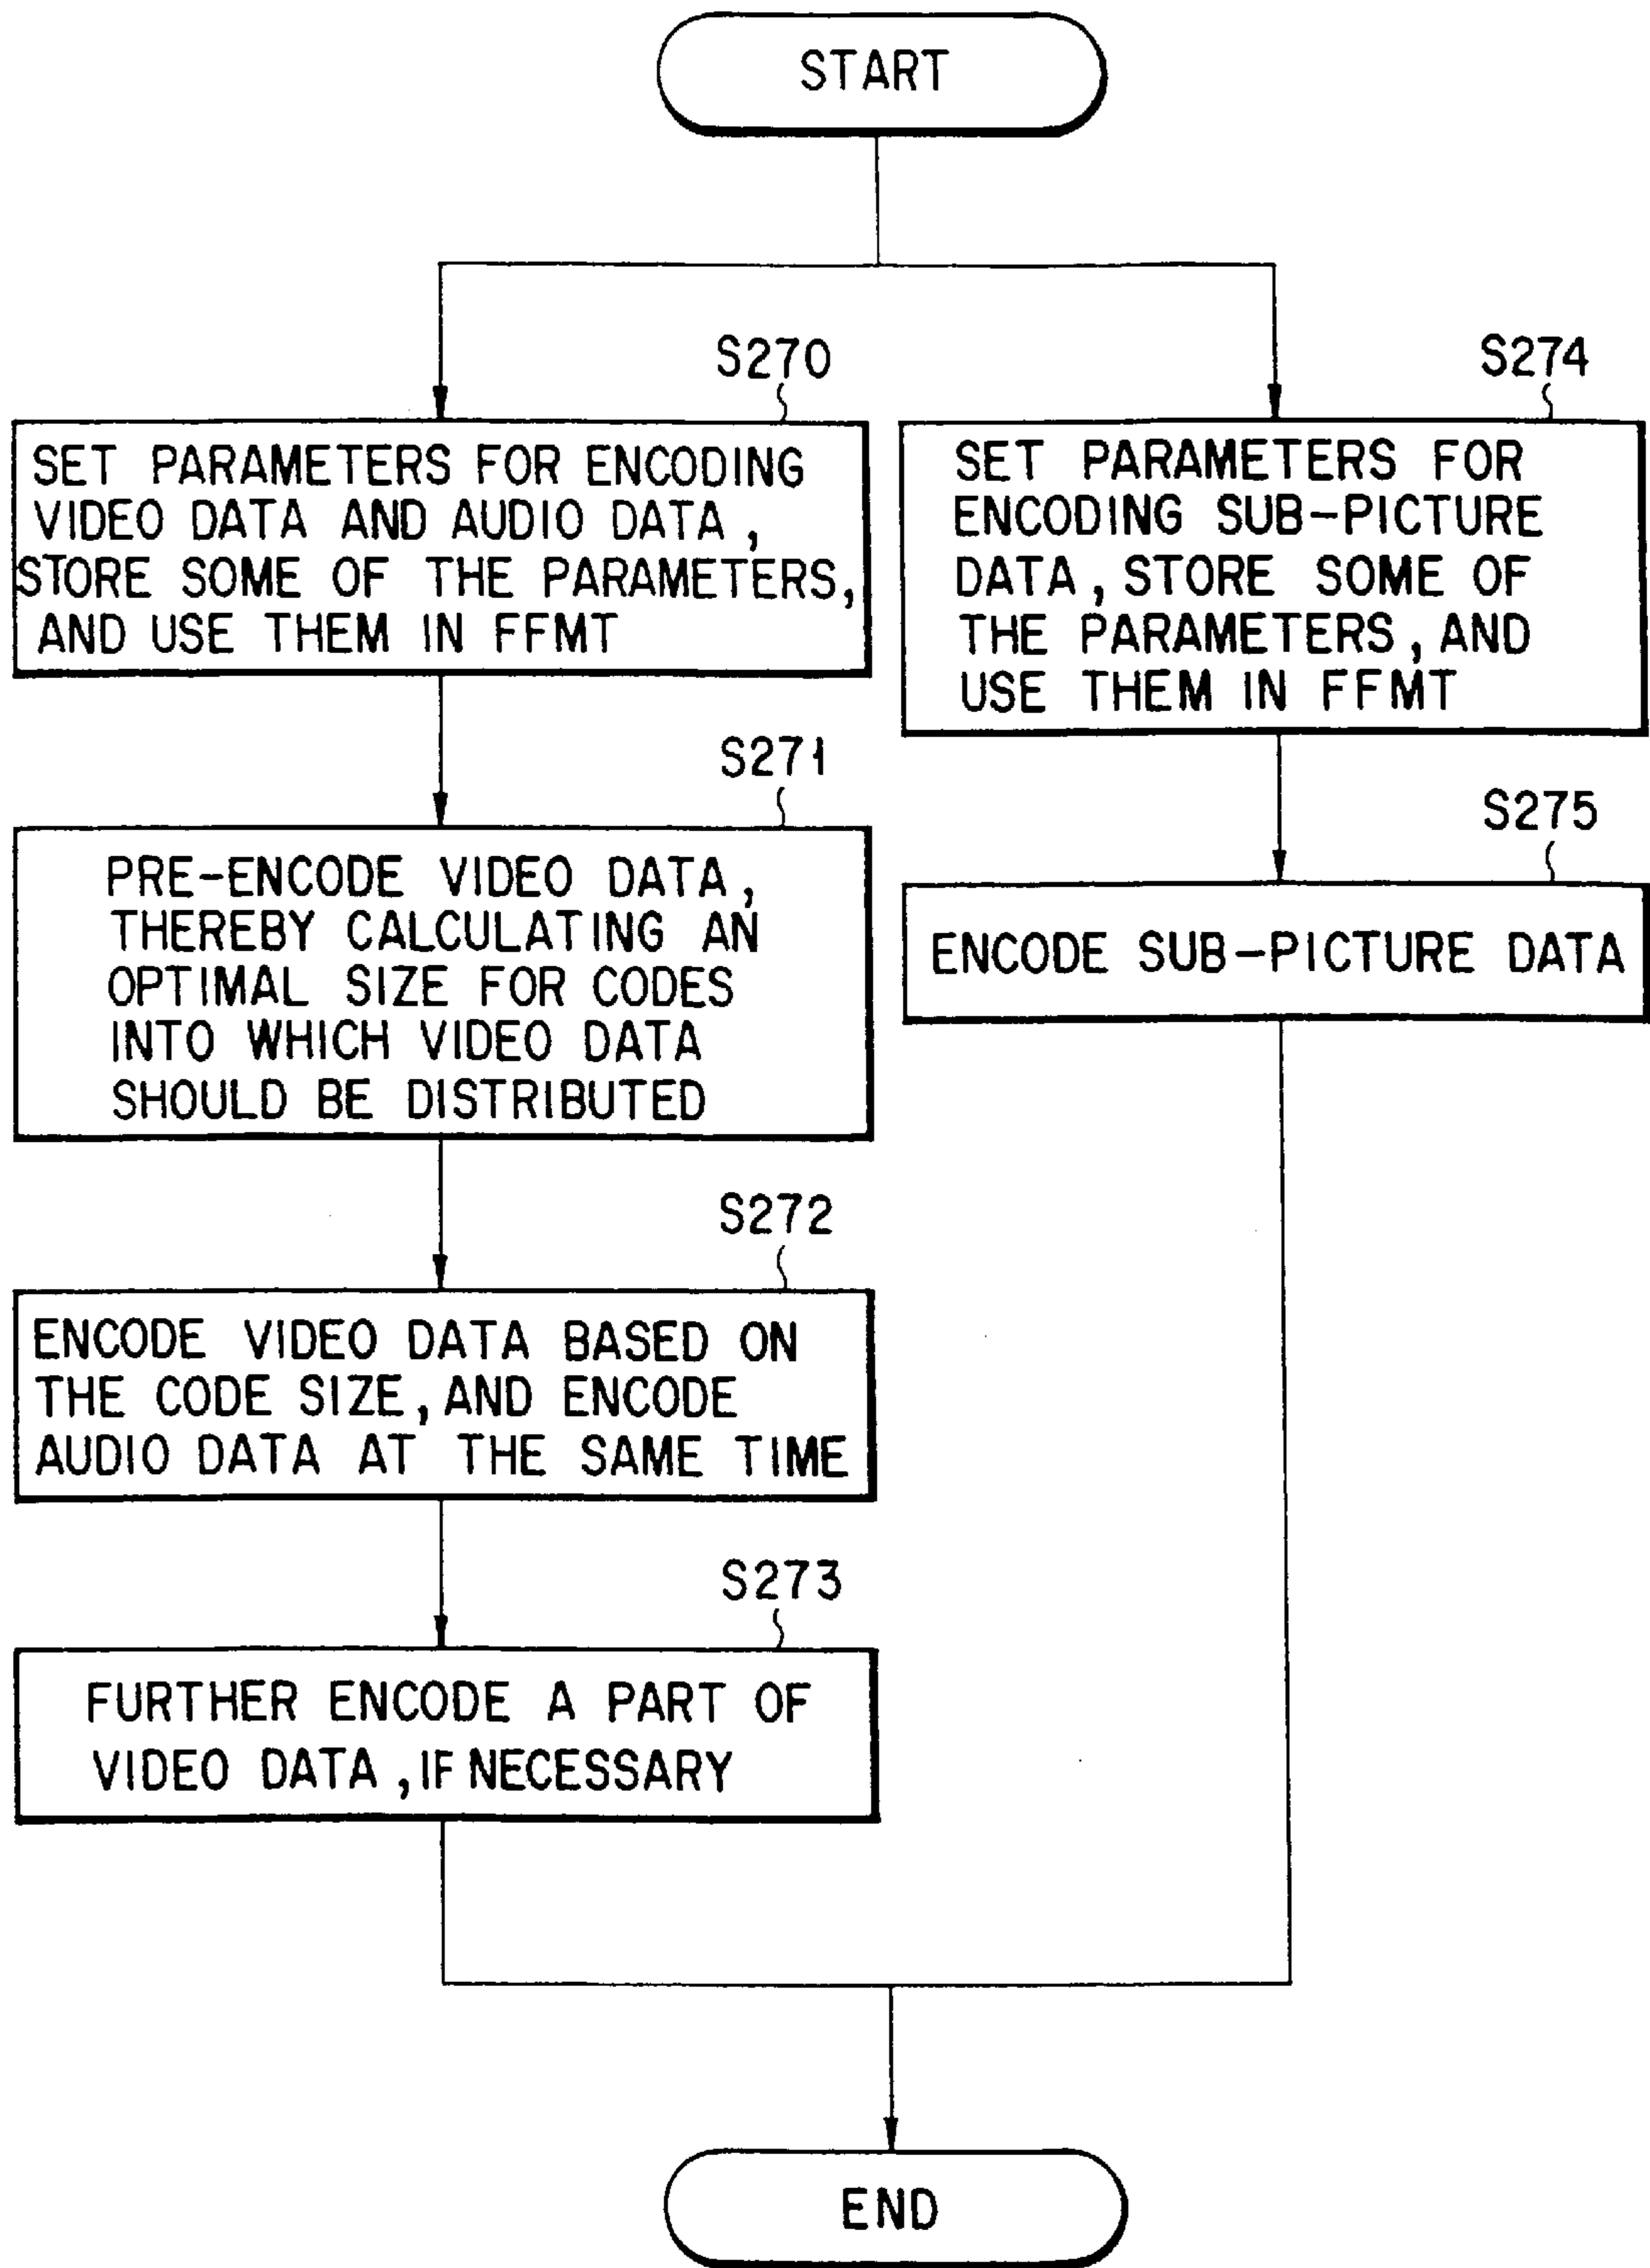 START
S270
SET PARAMETERS FOR ENCODING
VIDEO DATA AND AUDIO DATA,
STORE SOME OF THE PARAMETERS,
AND USE THEM IN FFMT
S271
PRE-ENCODE VIDEO DATA,
THEREBY CALCULATING AN
OPTIMAL SIZE FOR CODES
INTO WHICH VIDEO DATA
SHOULD BE DISTRIBUTED
S272
ENCODE VIDEO DATA BASED ON
THE CODE SIZE, AND ENCODE
AUDIO DATA AT THE SAME TIME
S273
FURTHER ENCODE A PART OF
VIDEO DATA, IF NECESSARY
S274
SET PARAMETERS FOR
ENCODING SUB-PICTURE
DATA, STORE SOME OF
THE PARAMETERS, AND
USE THEM IN FFMT
S275
ENCODE SUB-PICTURE DATA
END